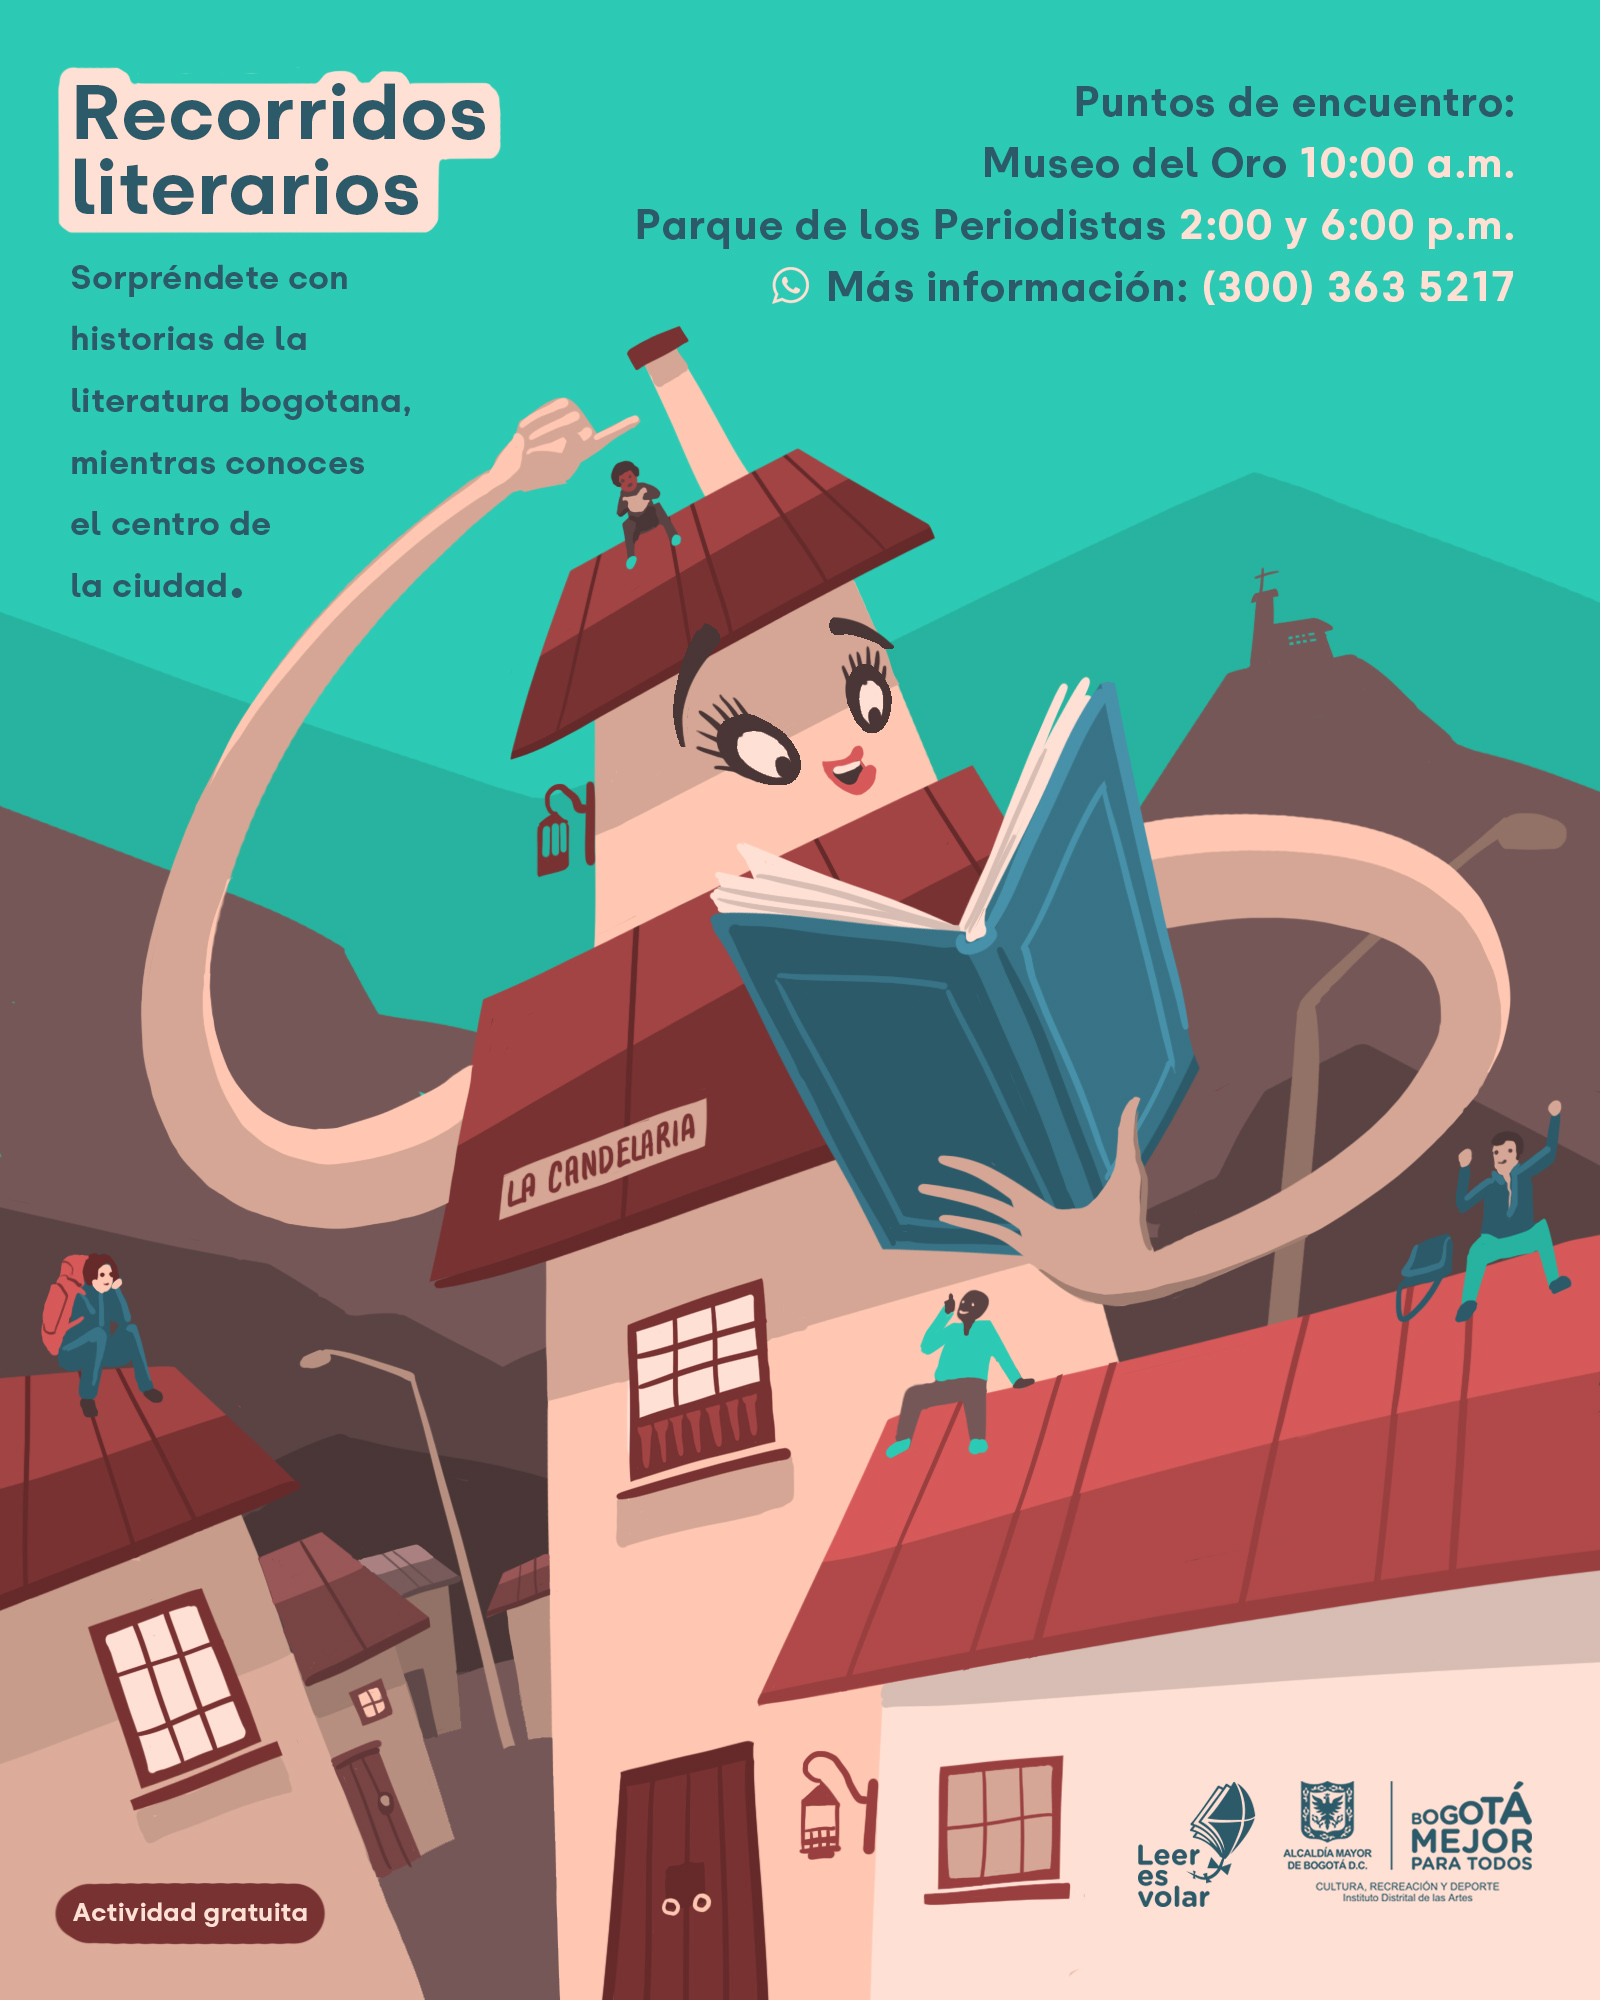 Recorridos
literarios
Sorpréndete con
historias de la
literatura bogotana,
mientras conoces
el centro de
la ciudad.
Puntos de encuentro:
Museo del Oro 10:00 a.m.
Parque de los Periodistas 2:00 y 6:00 p.m.
Más información: (300) 363 5217
LA CANDELARIA
Actividad gratuita
Leer
es
volar
ALCALDÍA MAYOR
DE BOGOTÁ D.C.
BOGOTÁ
MEJOR
PARA TODOS
CULTURA, RECREACIÓN Y DEPORTE
Instituto Distrital de las Artes